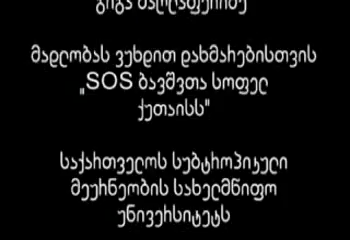 მადლობას ვუხდით დახმარებისთვის
„SOS ბავშვთა სოფელ
ქუთაისს"
საქართველოს სუბტროპიკული
მეურნეობის სახელმწიფო
უნივერსიტეტს